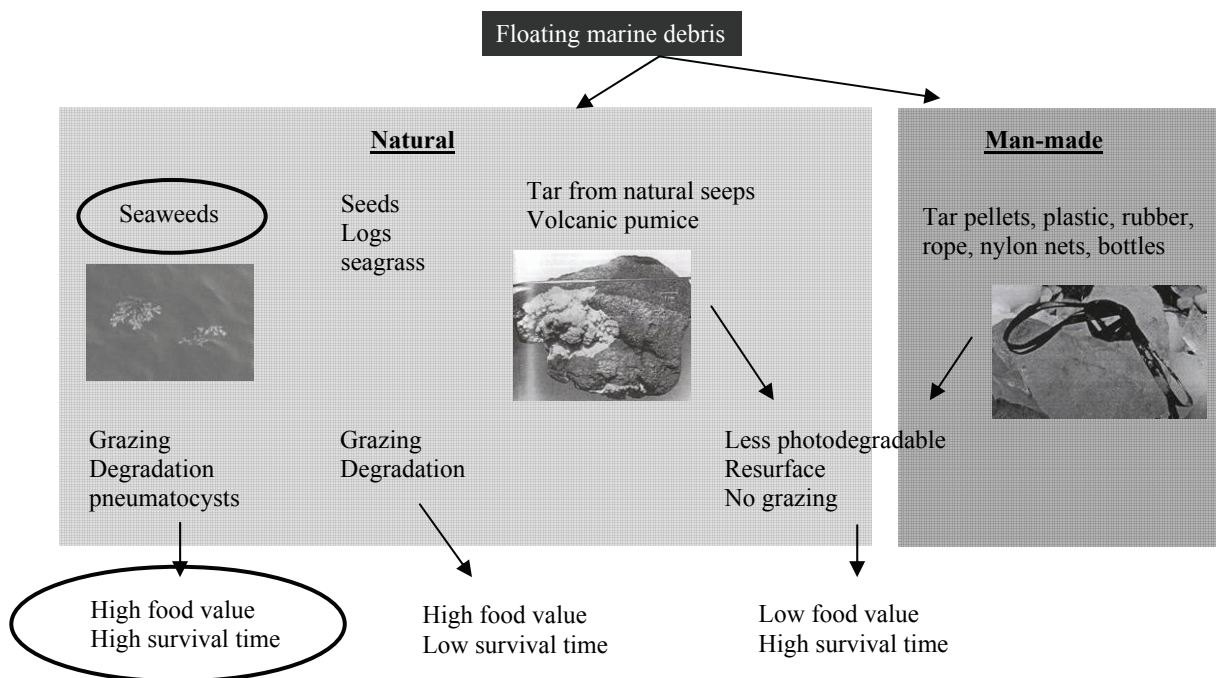 Floating marine debris
Natural
Man-made
Seaweeds
Seeds
Logs
seagrass
Tar from natural seeps
Volcanic pumice
Tar pellets, plastic, rubber,
rope, nylon nets, bottles
Grazing
Degradation
pneumatocysts
Grazing
Degradation
Less photodegradable
Resurface
No grazing
High food value
High survival time
High food value
Low survival time
Low food value
High survival time